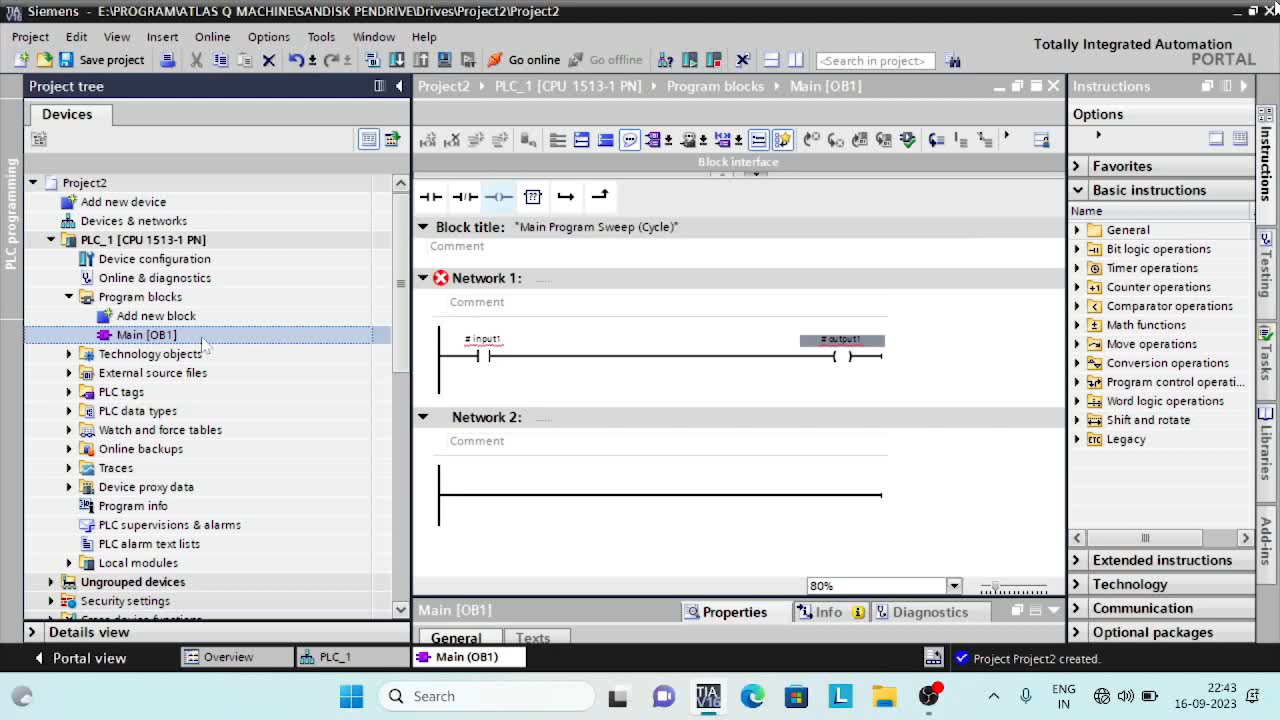 Siemens - E:\PROGRAM\ATLAS Q MACHINE\SANDISK PENDRIVE\Drives\Project2\Project2
Project Edit View Insert Online Options Tools Window Help
Totally Integrated Automation
PORTAL
Save project
Go online
Go offline
<Search in project>
Project tree
Project2 PLC_1 [CPU 1513-1 PN] Program blocks Main [OB1]
Instructions
Devices
Options
Block interface
PLC programming
Project2
Add new device
Devices & networks
PLC_1 [CPU 1513-1 PN]
Device configuration
Online & diagnostics
Program blocks
Add new block
Main [OB1]
Technology objects
External source files
PLC tags
PLC data types
Watch and force tables
Online backups
Traces
Device proxy data
Program info
PLC supervisions & alarms
PLC alarm text lists
Local modules
Ungrouped devices
Security settings
Cross-device functions
Details view
??
Block title: "Main Program Sweep (Cycle)"
Comment
Network 1: ......
Comment
#input1
#output1
Network 2: ......
Comment
80%
Main [OB1]
Properties
Info
Diagnostics
General
Texts
Favorites
Basic instructions
Name
General
Bit logic operations
Timer operations
Counter operations
Comparator operations
Math functions
Move operations
Conversion operations
Program control operati...
Word logic operations
Shift and rotate
Legacy
Extended instructions
Technology
Communication
Optional packages
Instructions
Testing
Tasks
Libraries
Add-ins
Portal view
Overview
PLC_1
Main (OB1)
Project Project2 created.
Search
TIA
V16
L
ENG
IN
22:43
16-09-2023